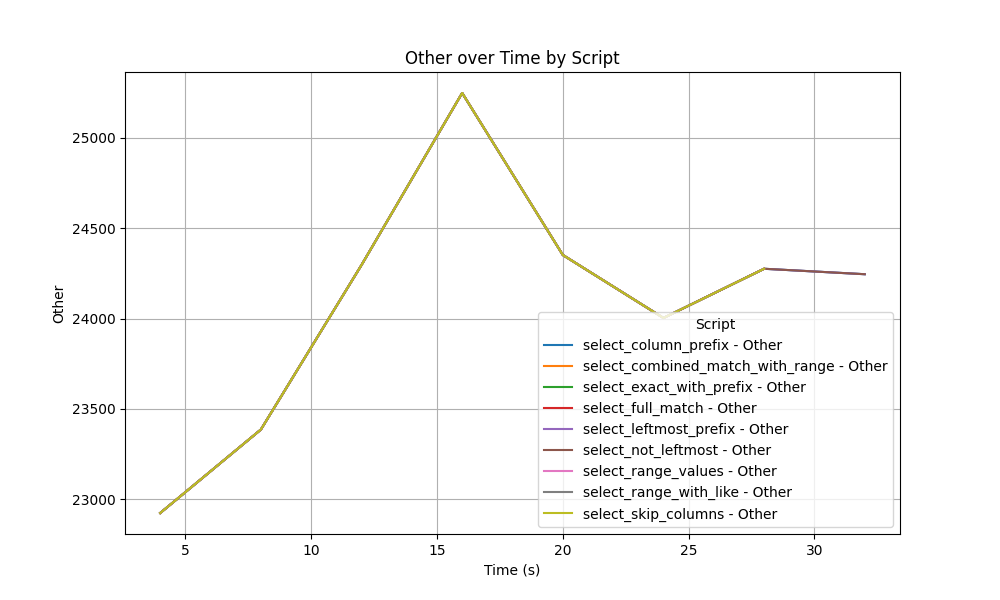 Other over Time by Script
25000
24500
24000
23500
23000
Other
5
10
15
20
25
30
Time (s)
Script
select_column_prefix - Other
select_combined_match_with_range - Other
select_exact_with_prefix - Other
select_full_match - Other
select_leftmost_prefix - Other
select_not_leftmost - Other
select_range_values - Other
select_range_with_like - Other
select_skip_columns - Other